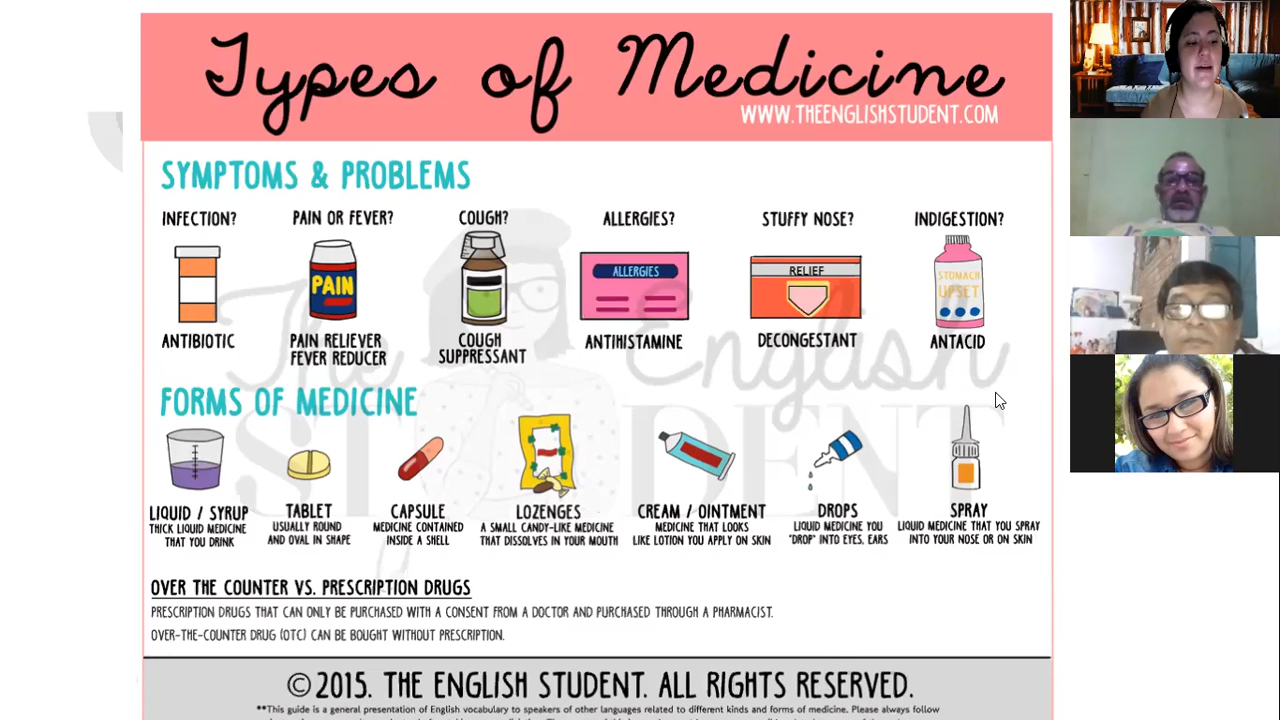 Types of Medicine
WWW.THEENGLISHSTUDENT.COM
SYMPTOMS & PROBLEMS
INFECTION?
PAIN OR FEVER?
COUGH?
ALLERGIES?
STUFFY NOSE?
INDIGESTION?
PAIN
ALLERGIES
RELIEF
STOMACH
UPSET
ANTIBIOTIC
PAIN RELIEVER
FEVER REDUCER
COUGH
SUPPRESSANT
ANTIHISTAMINE
DECONGESTANT
ANTACID
The English
STUDENT
FORMS OF MEDICINE
LIQUID / SYRUP
THICK LIQUID MEDICINE
THAT YOU DRINK
TABLET
USUALLY ROUND
AND OVAL IN SHAPE
CAPSULE
MEDICINE CONTAINED
INSIDE A SHELL
LOZENGES
A SMALL CANDY-LIKE MEDICINE
THAT DISSOLVES IN YOUR MOUTH
CREAM / OINTMENT
MEDICINE THAT LOOKS
LIKE LOTION YOU APPLY ON SKIN
DROPS
LIQUID MEDICINE YOU
"DROP" INTO EYES, EARS
SPRAY
LIQUID MEDICINE THAT YOU SPRAY
INTO YOUR NOSE OR ON SKIN
OVER THE COUNTER VS. PRESCRIPTION DRUGS
PRESCRIPTION DRUGS THAT CAN ONLY BE PURCHASED WITH A CONSENT FROM A DOCTOR AND PURCHASED THROUGH A PHARMACIST.
OVER-THE-COUNTER DRUG (OTC) CAN BE BOUGHT WITHOUT PRESCRIPTION.
©2015. THE ENGLISH STUDENT. ALL RIGHTS RESERVED.
**This guide is a general presentation of English vocabulary to speakers of other languages related to different kinds and forms of medicine. Please always follow